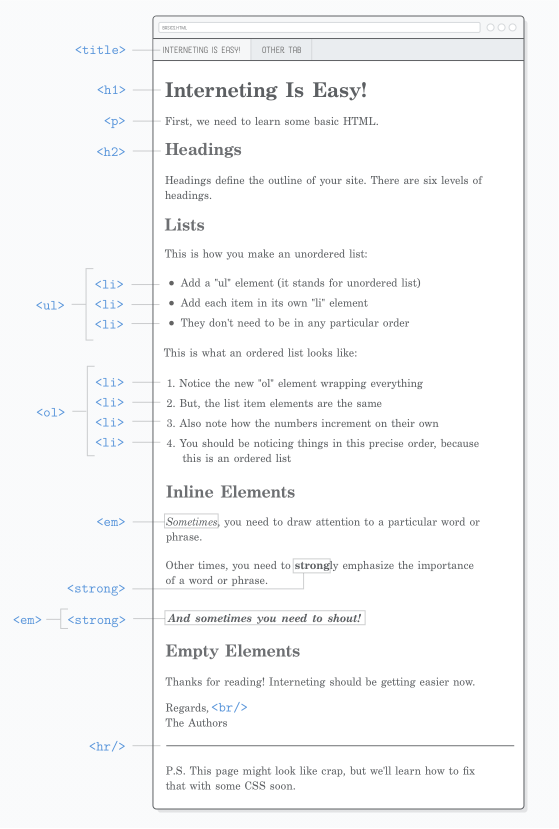 <title> INTERNETING IS EASY! OTHER TAB
<h1> Interneting Is Easy!
<p> First, we need to learn some basic HTML.
<h2> Headings
Headings define the outline of your site. There are six levels of
headings.
Lists
This is how you make an unordered list:
<ul>
<li> • Add a "ul" element (it stands for unordered list)
<li> • Add each item in its own "li" element
<li> • They don't need to be in any particular order
This is what an ordered list looks like:
<ol>
<li> 1. Notice the new "ol" element wrapping everything
<li> 2. But, the list item elements are the same
<li> 3. Also note how the numbers increment on their own
<li> 4. You should be noticing things in this precise order, because
this is an ordered list
Inline Elements
<em> Sometimes, you need to draw attention to a particular word or
phrase.
Other times, you need to strongly emphasize the importance
of a word or phrase.
<strong>
<em> <strong> And sometimes you need to shout!
Empty Elements
Thanks for reading! Interneting should be getting easier now.
Regards, <br/>
The Authors
<hr/>
P.S. This page might look like crap, but we'll learn how to fix
that with some CSS soon.